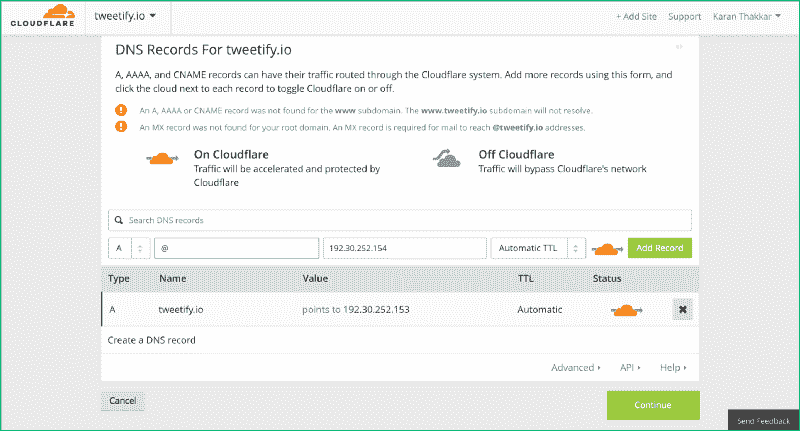 CLOUDFLARE
tweetify.io
+ Add Site
Support
Karan Thakkar
DNS Records For tweetify.io
A, AAAA, and CNAME records can have their traffic routed through the Cloudflare system. Add more records using this form, and
click the cloud next to each record to toggle Cloudflare on or off.
An A, AAAA or CNAME record was not found for the www subdomain. The www.tweetify.io subdomain will not resolve.
An MX record was not found for your root domain. An MX record is required for mail to reach @tweetify.io addresses.
On Cloudflare
Traffic will be accelerated and protected by
Cloudflare
Off Cloudflare
Traffic will bypass Cloudflare's network
Search DNS records
A
@
192.30.252.154
Automatic TTL
Add Record
Type Name Value TTL Status
A tweetify.io points to 192.30.252.153 Automatic
Create a DNS record
Advanced API Help
Cancel
Continue
Send Feedback